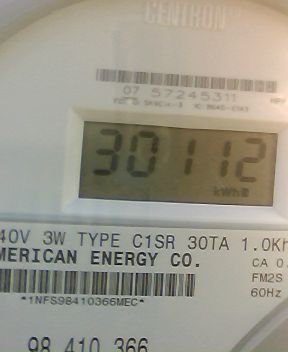 CENTRON
07 57245311
30112
kWh
40V 3W TYPE C1SR 30TA 1.0Kh
MERICAN ENERGY CO.
CA 0.
FM2S
60Hz
*1NFS98410366MEC*
98 410 366